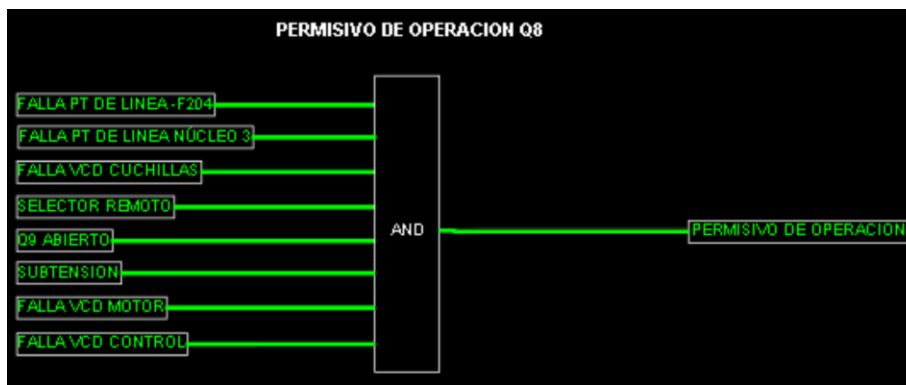 PERMISIVO DE OPERACION Q8
FALLA PT DE LINEA -F204
FALLA PT DE LINEA NÚCLEO 3
FALLA VCD CUCHILLAS
SELECTOR REMOTO
Q9 ABIERTO
SUBTENSION
FALLA VCD MOTOR
FALLA VCD CONTROL
AND
PERMISIVO DE OPERACION